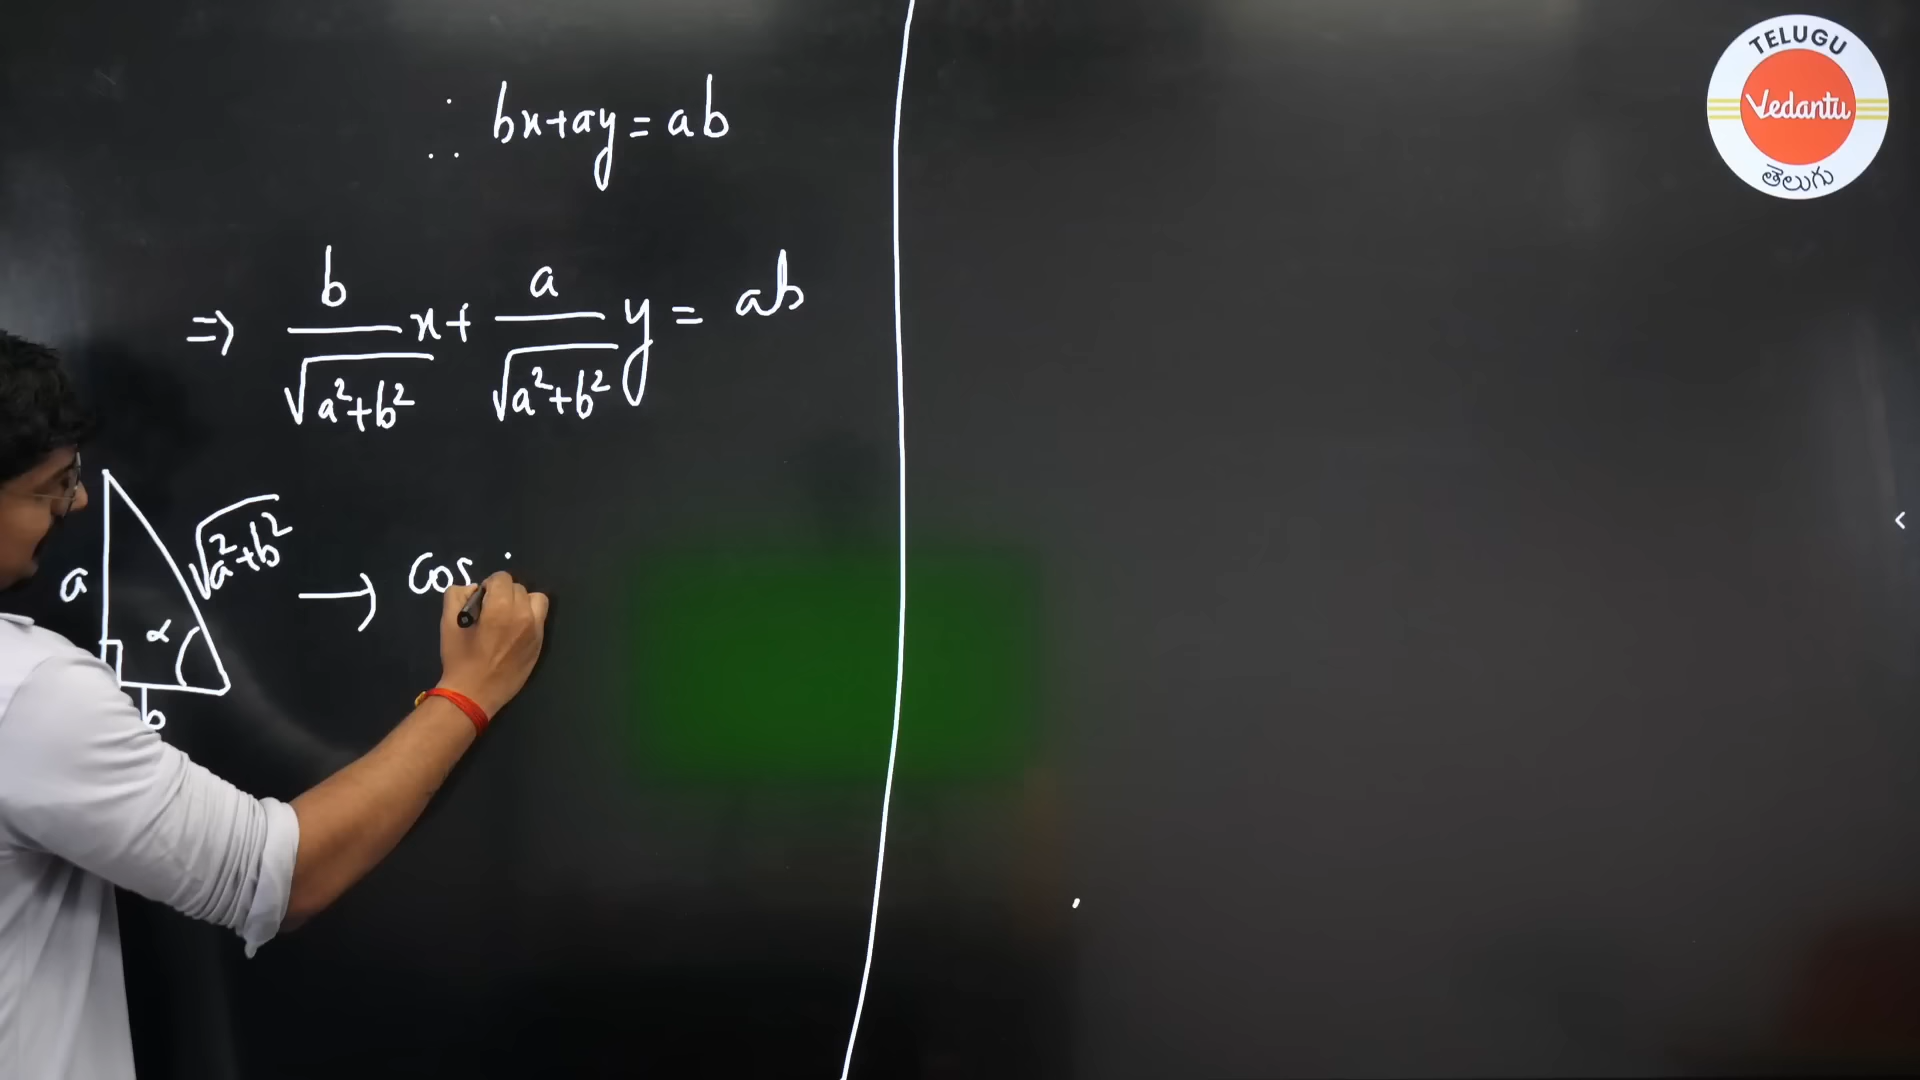 ∴ bx+ay = ab
⇒ b/√(a²+b²) x + a/√(a²+b²) y = ab
a
√(a²+b²)
α
b
→ cos
TELUGU
Vedantu
తెలుగు
<